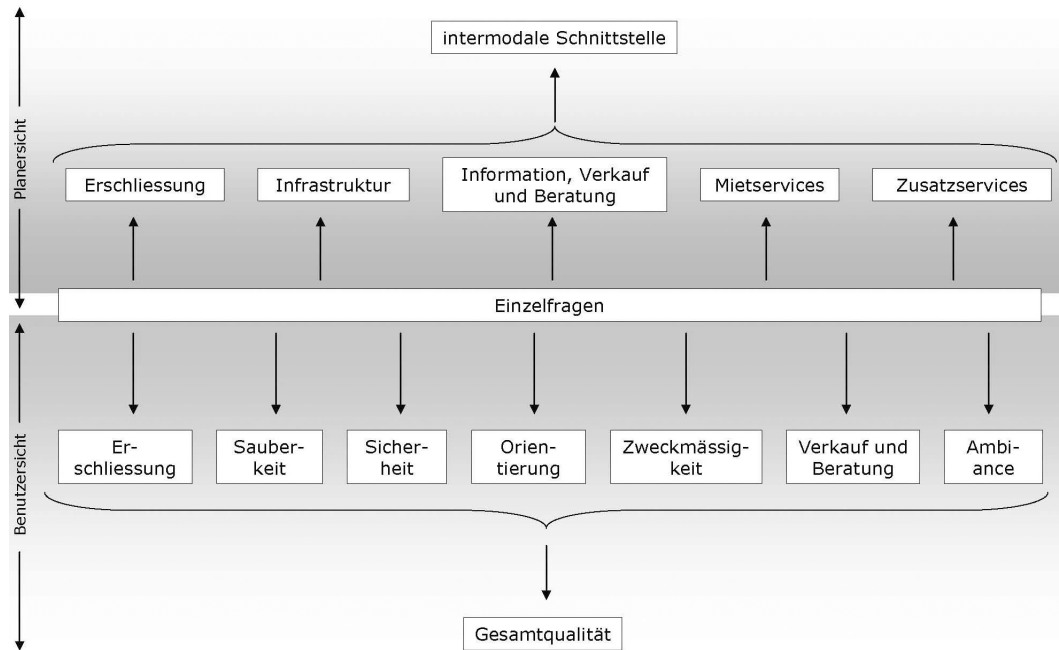 intermodale Schnittstelle
Planersicht
Erschliessung
Infrastruktur
Information, Verkauf
und Beratung
Mietservices
Zusatzservices
Einzelfragen
Benutzersicht
Er-
schliessung
Sauber-
keit
Sicher-
heit
Orien-
tierung
Zweckmässig-
keit
Verkauf und
Beratung
Ambi-
ance
Gesamtqualität